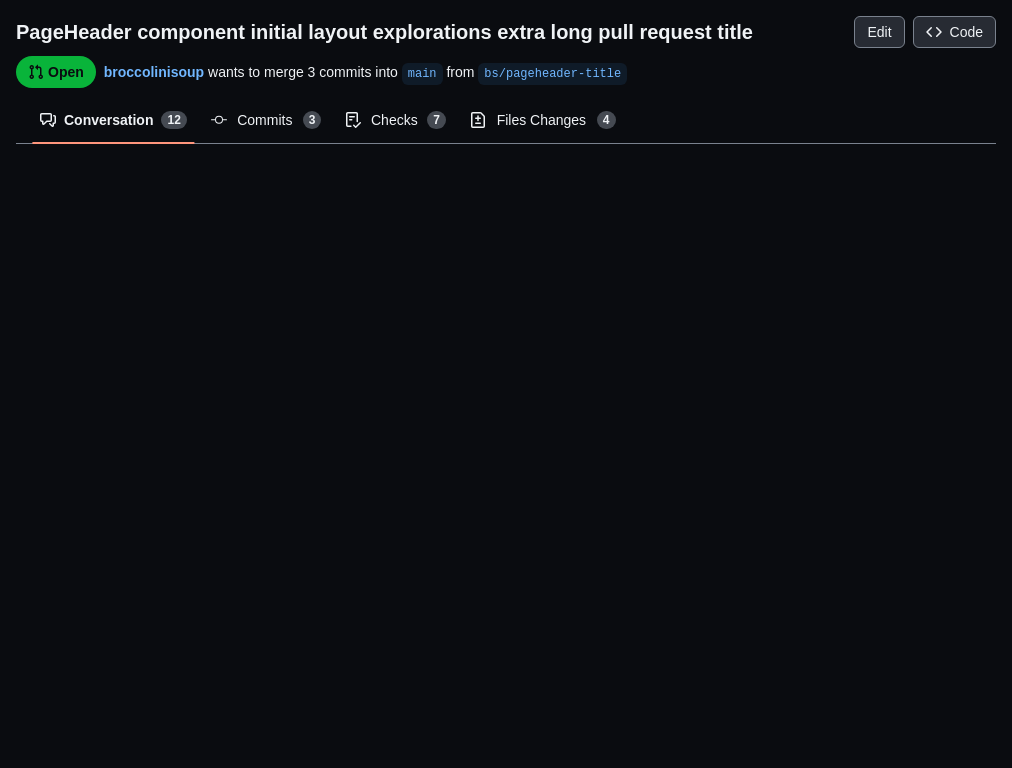 PageHeader component initial layout explorations extra long pull request title Edit Code
Open broccolinisoup wants to merge 3 commits into main from bs/pageheader-title
Conversation 12 Commits 3 Checks 7 Files Changes 4